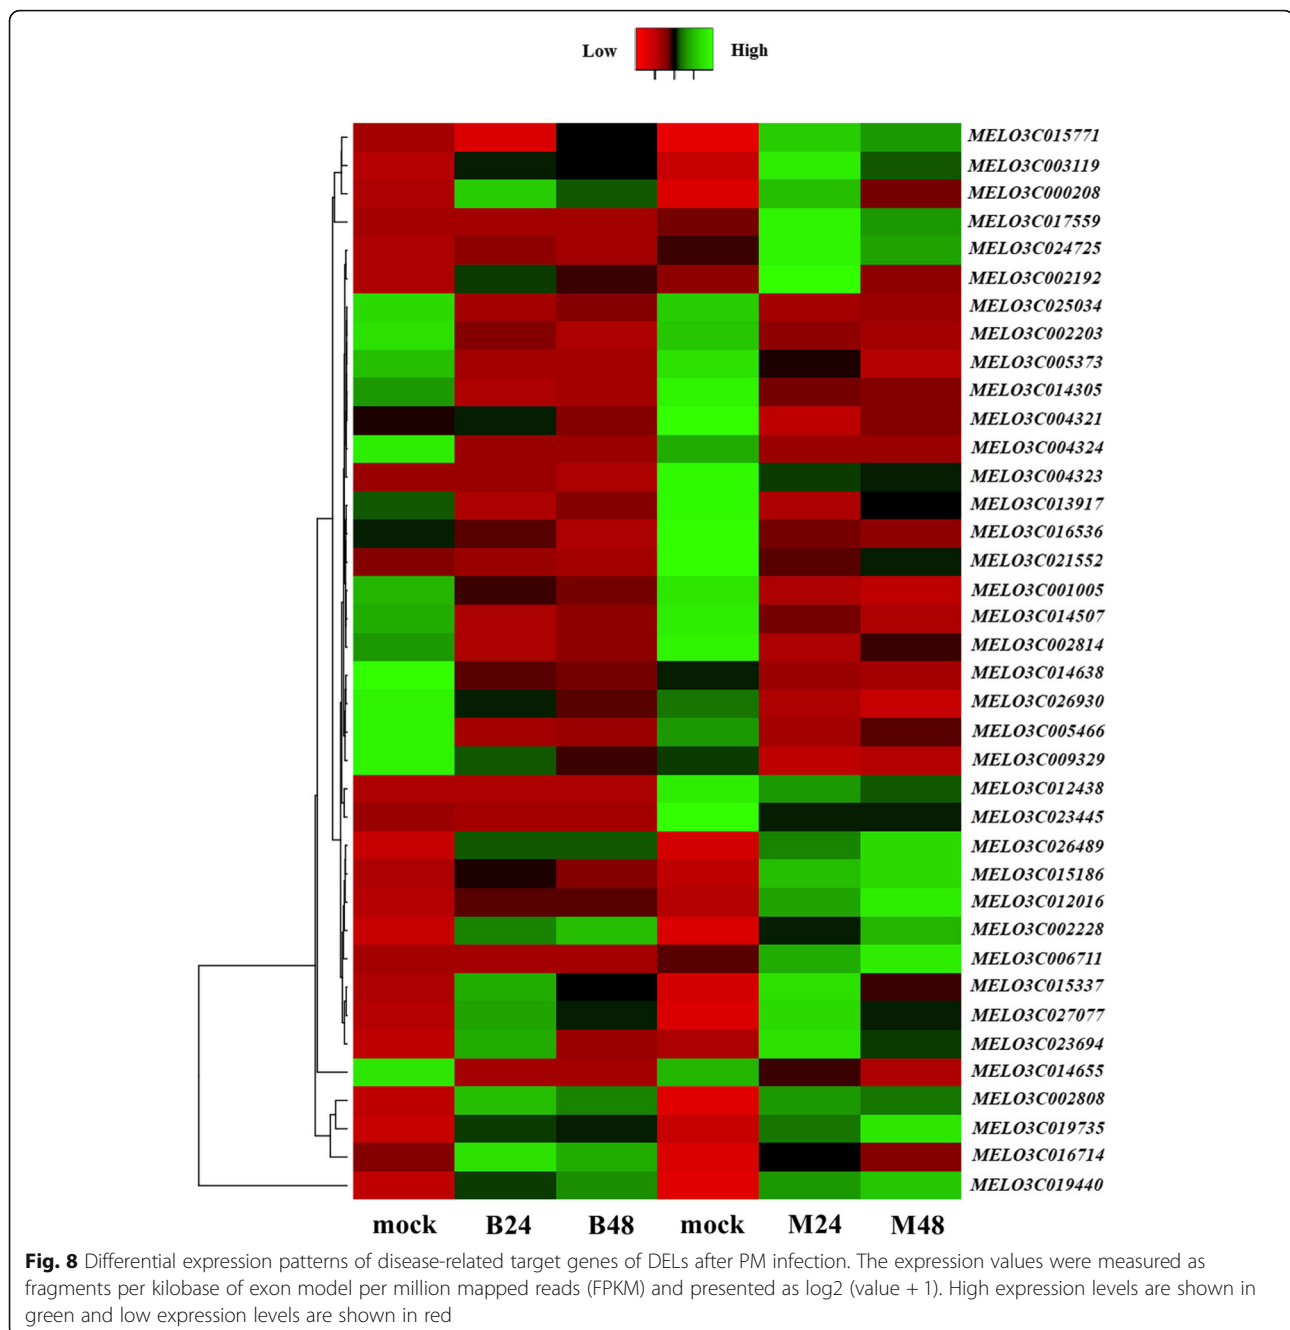 Low High
MELO3C015771
MELO3C003119
MELO3C000208
MELO3C017559
MELO3C024725
MELO3C002192
MELO3C025034
MELO3C002203
MELO3C005373
MELO3C014305
MELO3C004321
MELO3C004324
MELO3C004323
MELO3C013917
MELO3C016536
MELO3C021552
MELO3C001005
MELO3C014507
MELO3C002814
MELO3C014638
MELO3C026930
MELO3C005466
MELO3C009329
MELO3C012438
MELO3C023445
MELO3C026489
MELO3C015186
MELO3C012016
MELO3C002228
MELO3C006711
MELO3C015337
MELO3C027077
MELO3C023694
MELO3C014655
MELO3C002808
MELO3C019735
MELO3C016714
MELO3C019440
mock B24 B48 mock M24 M48
Fig. 8 Differential expression patterns of disease-related target genes of DELs after PM infection. The expression values were measured as
fragments per kilobase of exon model per million mapped reads (FPKM) and presented as log2 (value + 1). High expression levels are shown in
green and low expression levels are shown in red